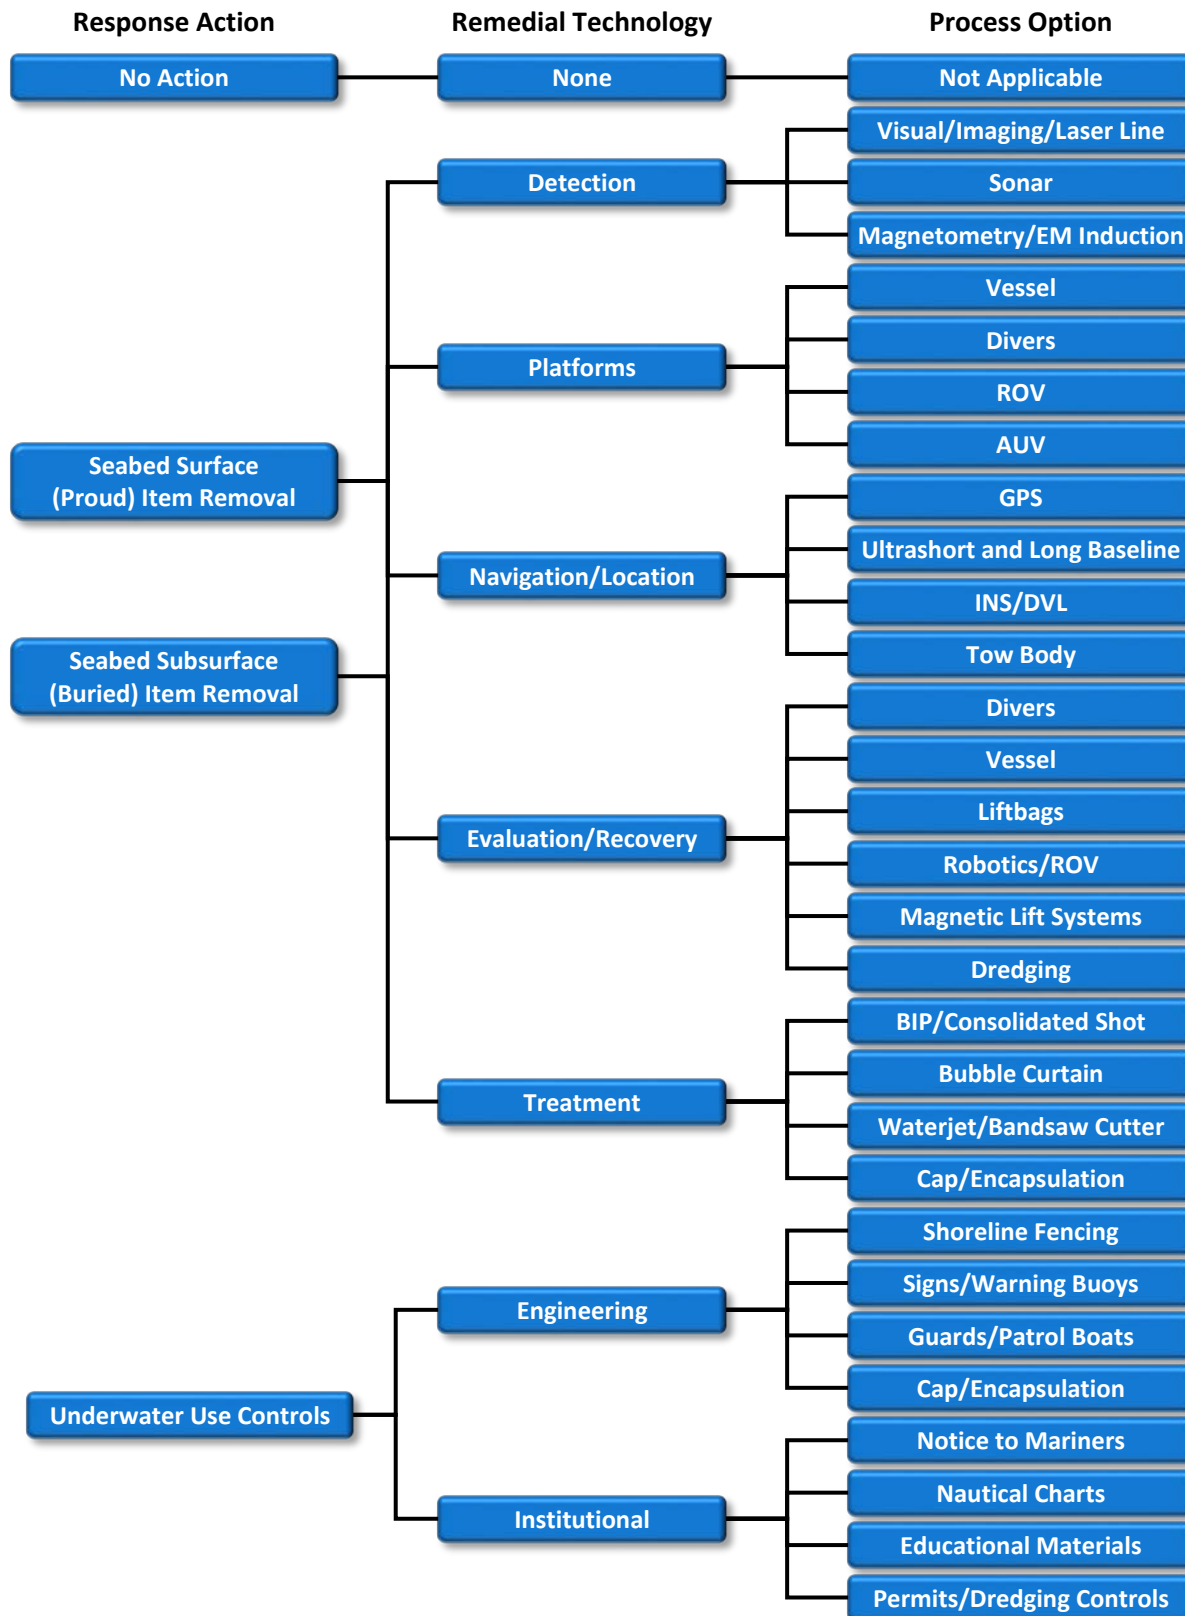 Response Action
Remedial Technology
Process Option
No Action
None
Not Applicable
Seabed Surface
(Proud) Item Removal
Seabed Subsurface
(Buried) Item Removal
Detection
Visual/Imaging/Laser Line
Sonar
Magnetometry/EM Induction
Platforms
Vessel
Divers
ROV
AUV
Navigation/Location
GPS
Ultrashort and Long Baseline
INS/DVL
Tow Body
Evaluation/Recovery
Divers
Vessel
Liftbags
Robotics/ROV
Magnetic Lift Systems
Dredging
Treatment
BIP/Consolidated Shot
Bubble Curtain
Waterjet/Bandsaw Cutter
Cap/Encapsulation
Underwater Use Controls
Engineering
Shoreline Fencing
Signs/Warning Buoys
Guards/Patrol Boats
Cap/Encapsulation
Institutional
Notice to Mariners
Nautical Charts
Educational Materials
Permits/Dredging Controls